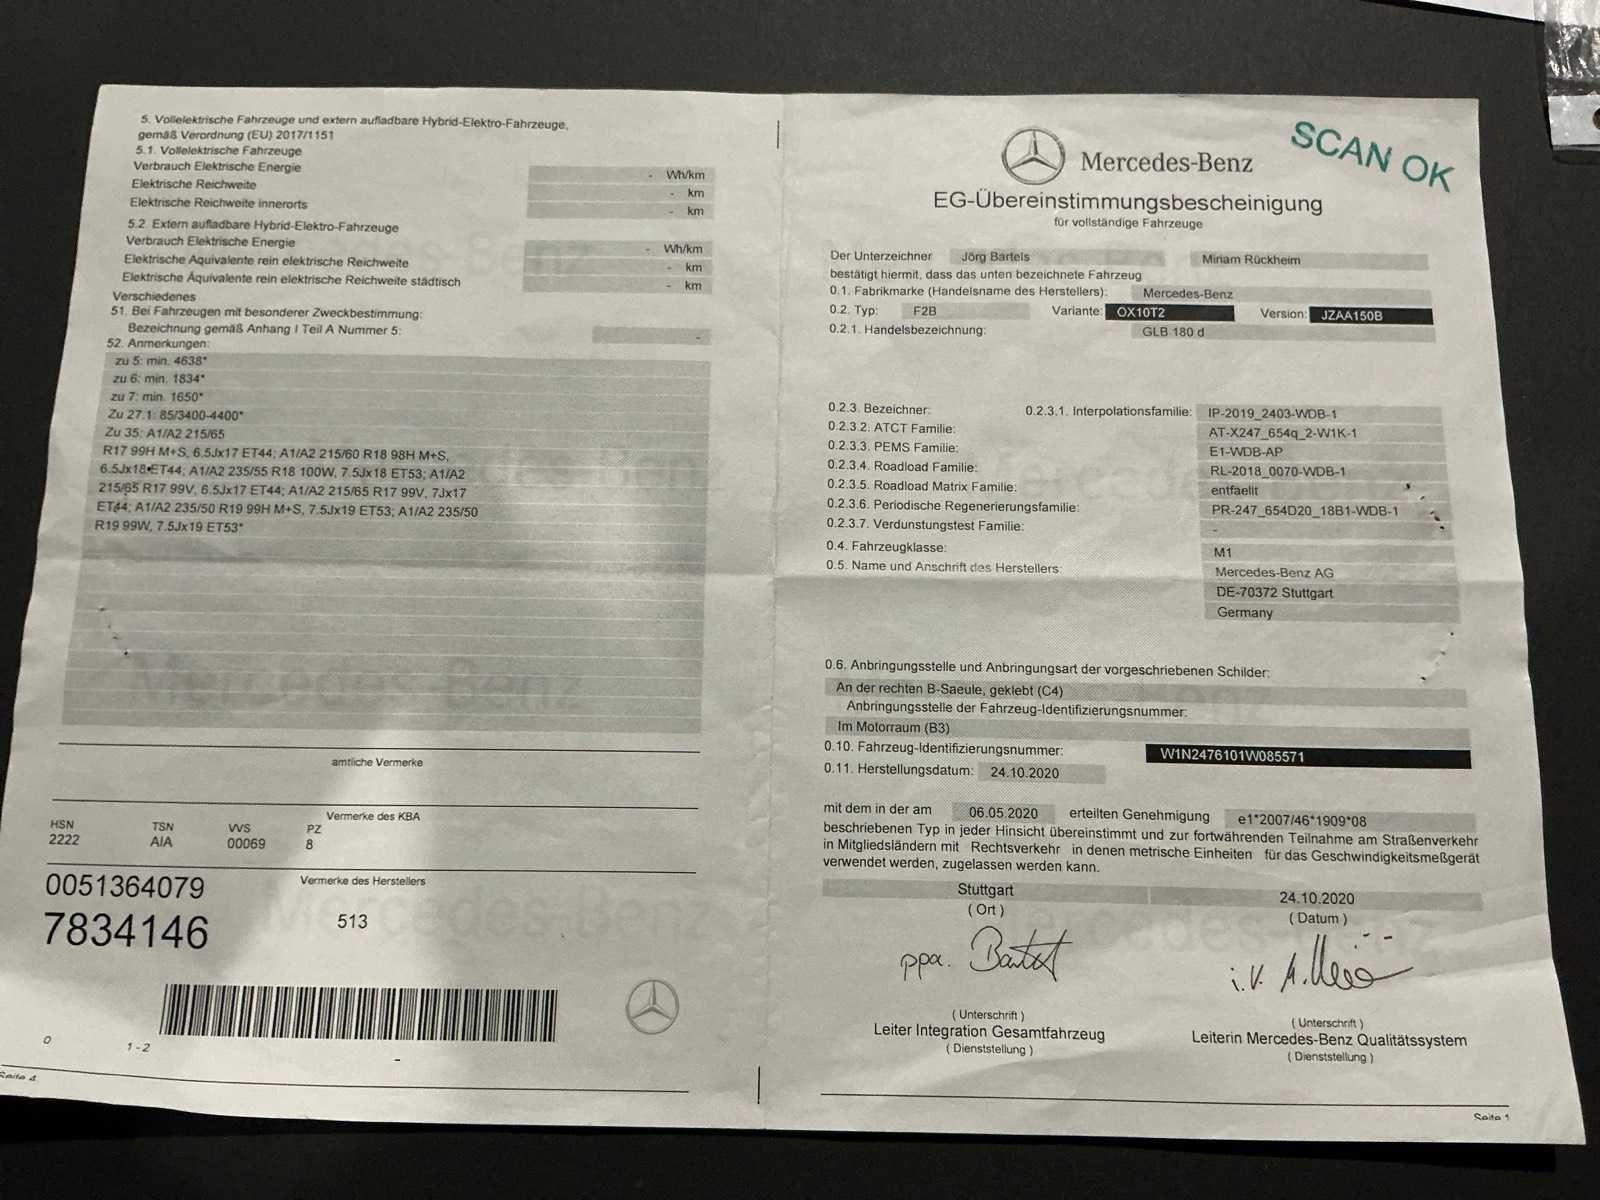 5. Vollelektrische Fahrzeuge und extern aufladbare Hybrid-Elektro-Fahrzeuge,
gemäß Verordnung (EU) 2017/1151
5.1. Vollelektrische Fahrzeuge
Verbrauch Elektrische Energie - Wh/km
Elektrische Reichweite - km
Elektrische Reichweite innerorts - km
5.2. Extern aufladbare Hybrid-Elektro-Fahrzeuge
Verbrauch Elektrische Energie - Wh/km
Elektrische Äquivalente rein elektrische Reichweite - km
Elektrische Äquivalente rein elektrische Reichweite städtisch - km
Verschiedenes
51. Bei Fahrzeugen mit besonderer Zweckbestimmung:
Bezeichnung gemäß Anhang I Teil A Nummer 5: -
52. Anmerkungen:
zu 5: min. 4638*
zu 6: min. 1834*
zu 7: min. 1650*
Zu 27.1: 85/3400-4400*
Zu 35: A1/A2 215/65
R17 99H M+S, 6.5Jx17 ET44; A1/A2 215/60 R18 98H M+S,
6.5Jx18 ET44; A1/A2 235/55 R18 100W, 7.5Jx18 ET53; A1/A2
215/65 R17 99V, 6.5Jx17 ET44; A1/A2 215/65 R17 99V, 7Jx17
ET44; A1/A2 235/50 R19 99H M+S, 7.5Jx19 ET53; A1/A2 235/50
R19 99W, 7.5Jx19 ET53*
Mercedes-Benz
amtliche Vermerke
Vermerke des KBA
HSN TSN VVS PZ
2222 AIA 00069 8
Vermerke des Herstellers
0051364079
7834146 513
0 1-2 -
Seite 4
SCAN OK
Mercedes-Benz
EG-Übereinstimmungsbescheinigung
für vollständige Fahrzeuge
Der Unterzeichner Jörg Bartels Miriam Rückheim
bestätigt hiermit, dass das unten bezeichnete Fahrzeug
0.1. Fabrikmarke (Handelsname des Herstellers): Mercedes-Benz
0.2. Typ: F2B Variante: OX10T2 Version: JZAA150B
0.2.1. Handelsbezeichnung: GLB 180 d
0.2.3. Bezeichner: 0.2.3.1. Interpolationsfamilie: IP-2019_2403-WDB-1
0.2.3.2. ATCT Familie: AT-X247_654q_2-W1K-1
0.2.3.3. PEMS Familie: E1-WDB-AP
0.2.3.4. Roadload Familie: RL-2018_0070-WDB-1
0.2.3.5. Roadload Matrix Familie: entfaellt
0.2.3.6. Periodische Regenerierungsfamilie: PR-247_654D20_18B1-WDB-1
0.2.3.7. Verdunstungstest Familie: -
0.4. Fahrzeugklasse: M1
0.5. Name und Anschrift des Herstellers: Mercedes-Benz AG
DE-70372 Stuttgart
Germany
0.6. Anbringungsstelle und Anbringungsart der vorgeschriebenen Schilder:
An der rechten B-Saeule, geklebt (C4)
Anbringungsstelle der Fahrzeug-Identifizierungsnummer:
Im Motorraum (B3)
0.10. Fahrzeug-Identifizierungsnummer: W1N2476101W085571
0.11. Herstellungsdatum: 24.10.2020
mit dem in der am 06.05.2020 erteilten Genehmigung e1*2007/46*1909*08
beschriebenen Typ in jeder Hinsicht übereinstimmt und zur fortwährenden Teilnahme am Straßenverkehr
in Mitgliedsländern mit Rechtsverkehr in denen metrische Einheiten für das Geschwindigkeitsmeßgerät
verwendet werden, zugelassen werden kann.
Stuttgart 24.10.2020
( Ort ) ( Datum )
ppa. i.V.
( Unterschrift ) ( Unterschrift )
Leiter Integration Gesamtfahrzeug Leiterin Mercedes-Benz Qualitätssystem
( Dienststellung ) ( Dienststellung )
Seite 1